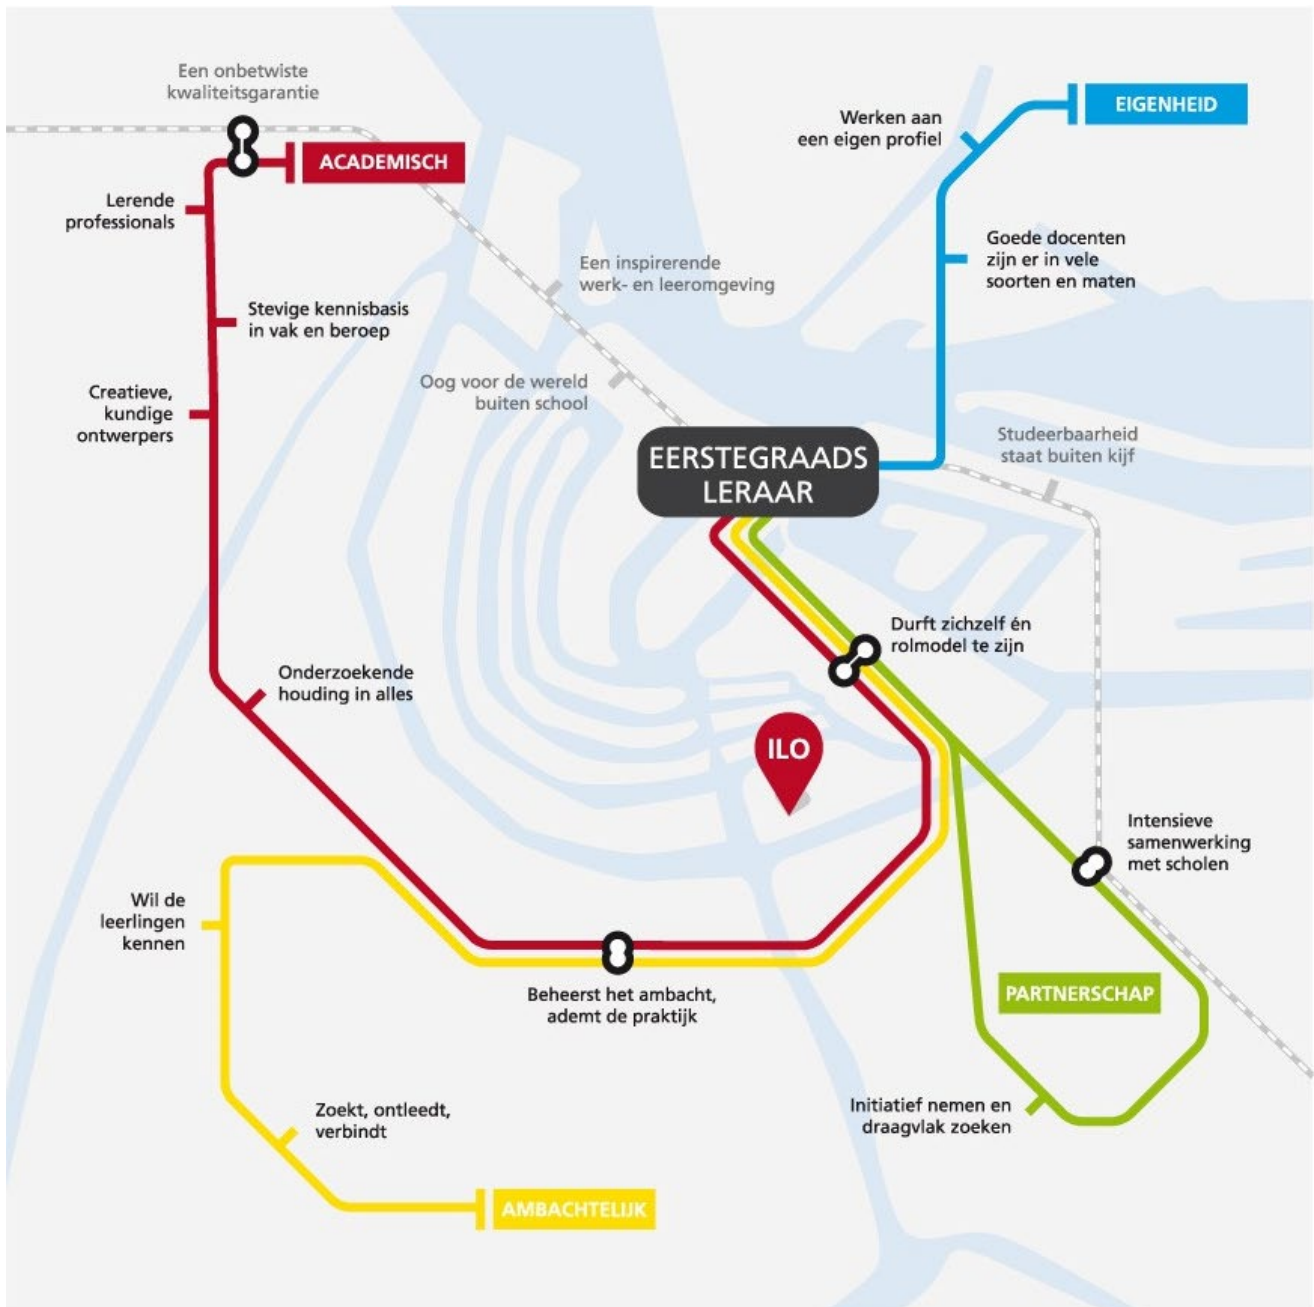 Een onbetwiste
kwaliteitsgarantie
ACADEMISCH
Lerende
professionals
Stevige kennisbasis
in vak en beroep
Creatieve,
kundige
ontwerpers
Onderzoekende
houding in alles
Een inspirerende
werk- en leeromgeving
Oog voor de wereld
buiten school
EIGENHEID
Werken aan
een eigen profiel
Goede docenten
zijn er in vele
soorten en maten
EERSTEGRAADS
LERAAR
Studeerbaarheid
staat buiten kijf
Durft zichzelf én
rolmodel te zijn
ILO
Intensieve
samenwerking
met scholen
PARTNERSCHAP
Initiatief nemen en
draagvlak zoeken
Wil de
leerlingen
kennen
Beheerst het ambacht,
ademt de praktijk
Zoekt, ontleedt,
verbindt
AMBACHTELIJK